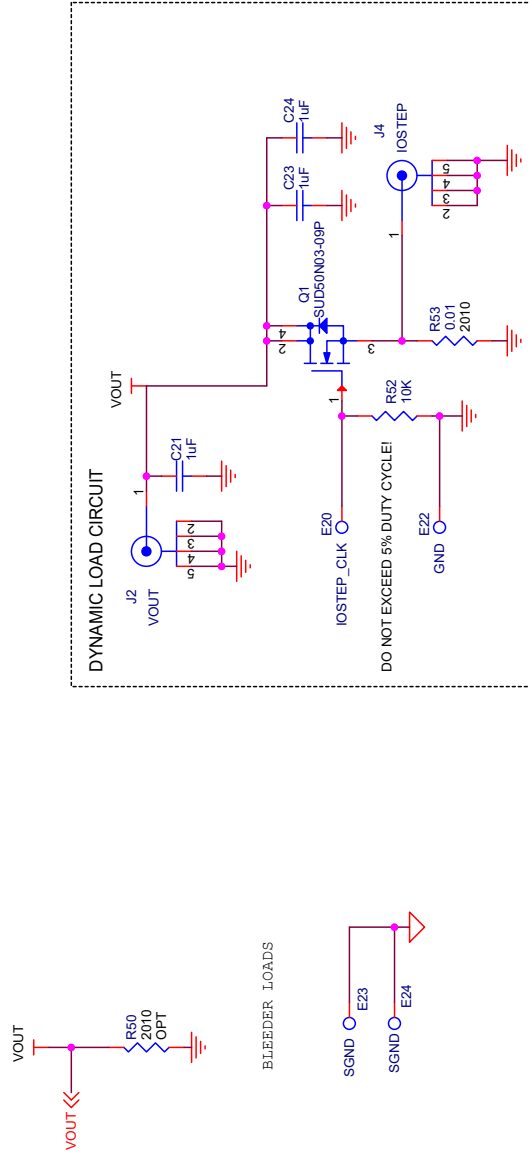 DYNAMIC LOAD CIRCUIT
VOUT
J2
VOUT
1
5
4
3
2
C21
1uF
C23
1uF
C24
1uF
2
4
Q1
SUD50N03-09P
1
3
E20
IOSTEP_CLK
R52
10K
DO NOT EXCEED 5% DUTY CYCLE!
E22
GND
R53
0.01
2010
J4
IOSTEP
1
2
3
4
5
VOUT
VOUT
R50
2010
OPT
BLEEDER LOADS
SGND
E23
SGND
E24